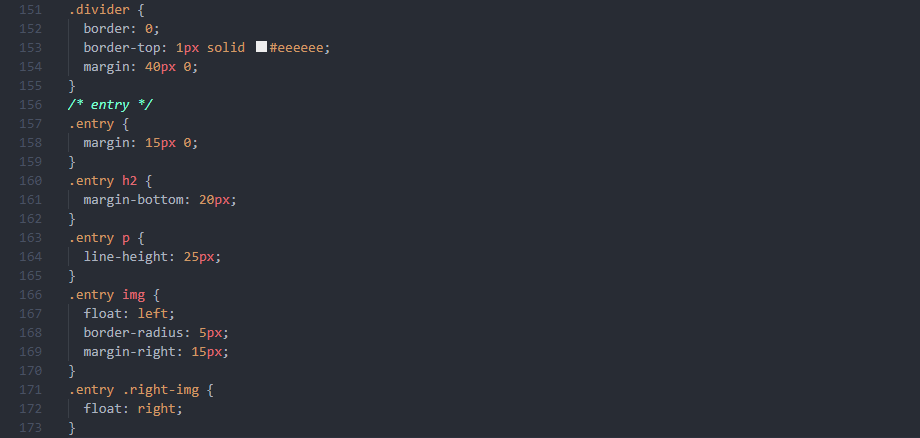 151 .divider {
152 border: 0;
153 border-top: 1px solid #eeeeee;
154 margin: 40px 0;
155 }
156 /* entry */
157 .entry {
158 margin: 15px 0;
159 }
160 .entry h2 {
161 margin-bottom: 20px;
162 }
163 .entry p {
164 line-height: 25px;
165 }
166 .entry img {
167 float: left;
168 border-radius: 5px;
169 margin-right: 15px;
170 }
171 .entry .right-img {
172 float: right;
173 }